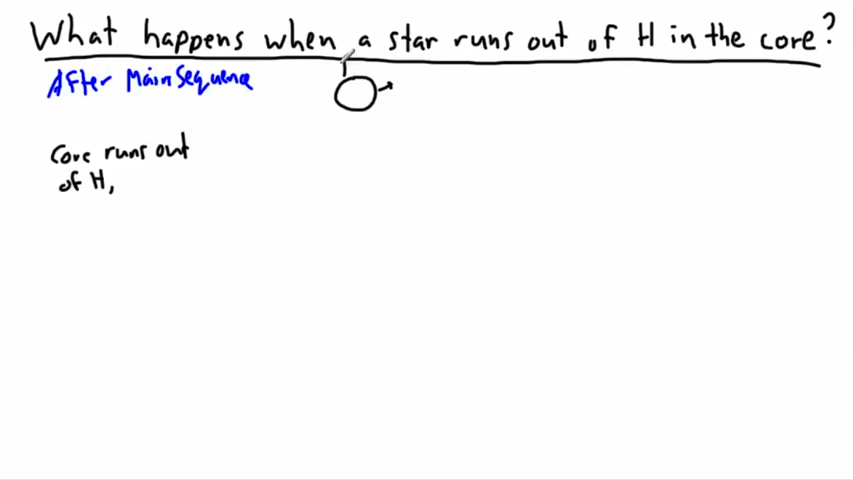 What happens when a star runs out of H in the core?
After Main Sequence
Core runs out
of H,